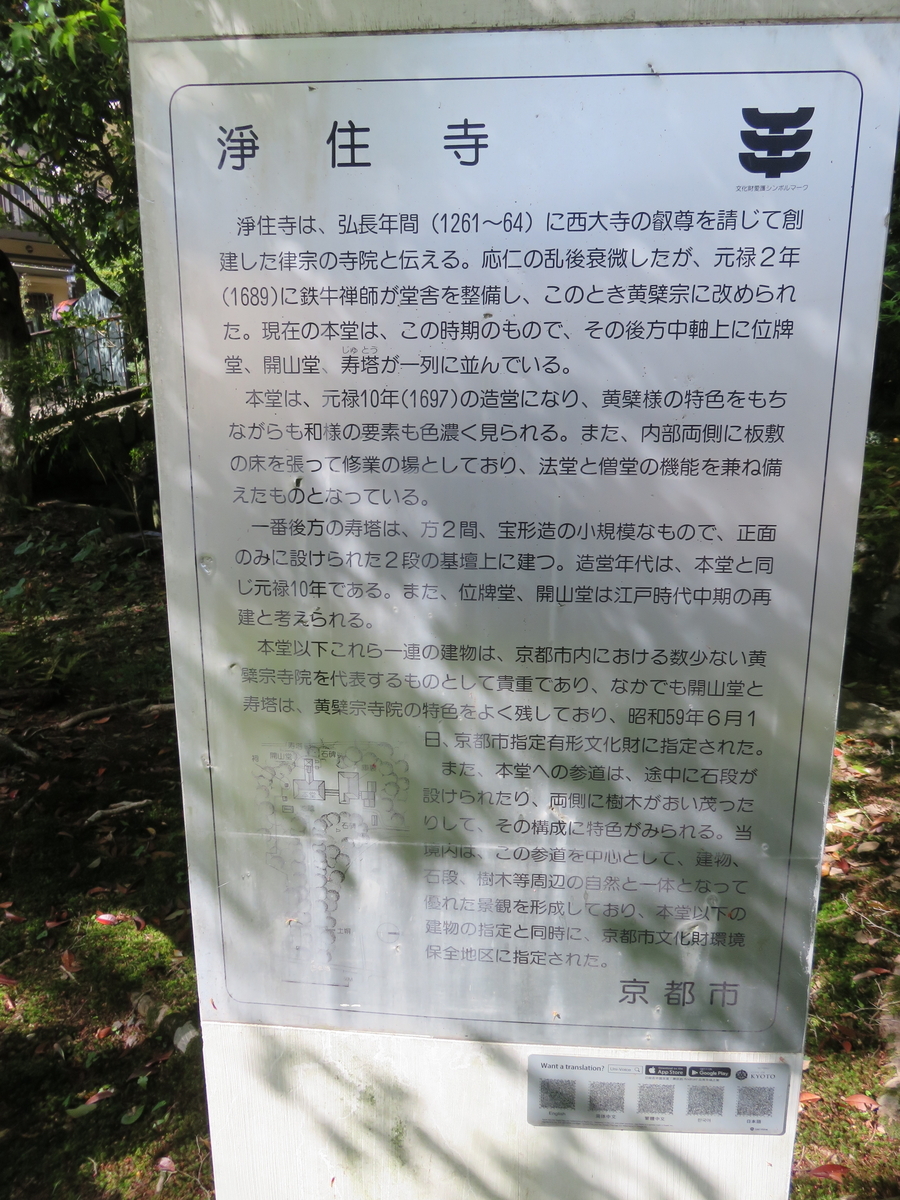 淨住寺
文化財愛護シンボルマーク
淨住寺は、弘長年間（1261～64）に西大寺の叡尊を請じて創
建した律宗の寺院と伝える。応仁の乱後衰微したが、元禄２年
(1689)に鉄牛禅師が堂舎を整備し、このとき黄檗宗に改められ
た。現在の本堂は、この時期のもので、その後方中軸上に位牌
じゅとう
堂、開山堂、寿塔が一列に並んでいる。
本堂は、元禄10年(1697)の造営になり、黄檗様の特色をもち
ながらも和様の要素も色濃く見られる。また、内部両側に板敷
の床を張って修業の場としており、法堂と僧堂の機能を兼ね備
えたものとなっている。
一番後方の寿塔は、方２間、宝形造の小規模なもので、正面
のみに設けられた２段の基壇上に建つ。造営年代は、本堂と同
じ元禄10年である。また、位牌堂、開山堂は江戸時代中期の再
建と考えられる。
本堂以下これら一連の建物は、京都市内における数少ない黄
檗宗寺院を代表するものとして貴重であり、なかでも開山堂と
寿塔は、黄檗宗寺院の特色をよく残しており、昭和59年６月１
日、京都市指定有形文化財に指定された。
また、本堂への参道は、途中に石段が
設けられたり、両側に樹木がおい茂った
りして、その構成に特色がみられる。当
境内は、この参道を中心として、建物、
石段、樹木等周辺の自然と一体となって
優れた景観を形成しており、本堂以下の
建物の指定と同時に、京都市文化財環境
保全地区に指定された。
寿塔
石碑
開山堂
石碑
土塀
京都市
Want a translation?
App Store
Google Play
KYOTO
English
日本語